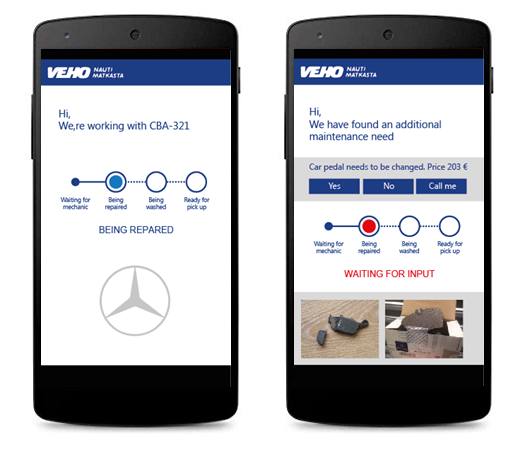 VEHO NAUTI
MATKASTA
Hi,
We,re working with CBA-321
Waiting for
mechanic
Being
repaired
Being
washed
Ready for
pick up
BEING REPARED
VEHO NAUTI
MATKASTA
Hi,
We have found an additional
maintenance need
Car pedal needs to be changed. Price 203 €
Yes No Call me
Waiting for
mechanic
Being
repaired
Being
washed
Ready for
pick up
WAITING FOR INPUT